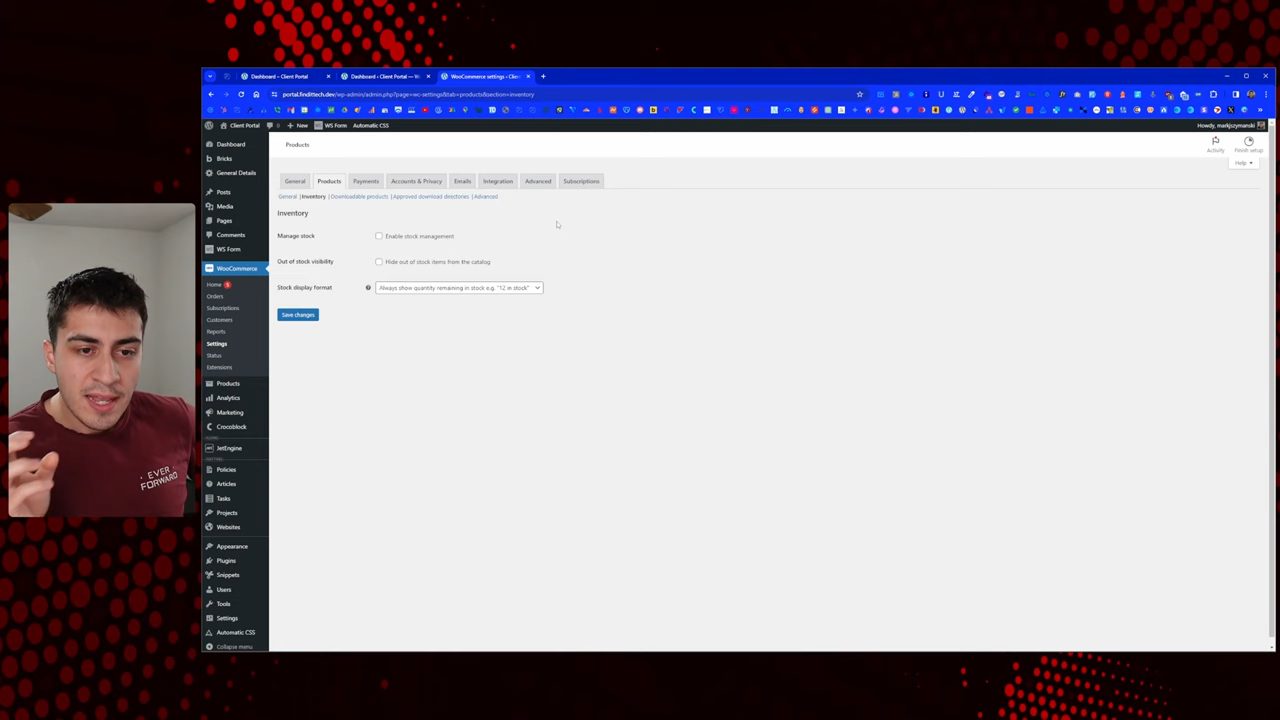 Dashboard ‹ Client Portal
Dashboard ‹ Client Portal — W
WooCommerce settings ‹ Clien
portal.findittech.dev/wp-admin/admin.php?page=wc-settings&tab=products&section=inventory
Client Portal
0
New
WS Form
Automatic CSS
Howdy, markjszymanski
Dashboard
Bricks
General Details
Posts
Media
Pages
Comments
WS Form
WooCommerce
Home 5
Orders
Subscriptions
Customers
Reports
Settings
Status
Extensions
Products
Analytics
Marketing
Crocoblock
JetEngine
Policies
Articles
Tasks
Projects
Websites
Appearance
Plugins
Snippets
Users
Tools
Settings
Automatic CSS
Collapse menu
Products
Activity
Finish setup
Help
General
Products
Payments
Accounts & Privacy
Emails
Integration
Advanced
Subscriptions
General | Inventory | Downloadable products | Approved download directories | Advanced
Inventory
Manage stock
Enable stock management
Out of stock visibility
Hide out of stock items from the catalog
Stock display format
Always show quantity remaining in stock e.g. "12 in stock"
Save changes
EVER
FORWARD